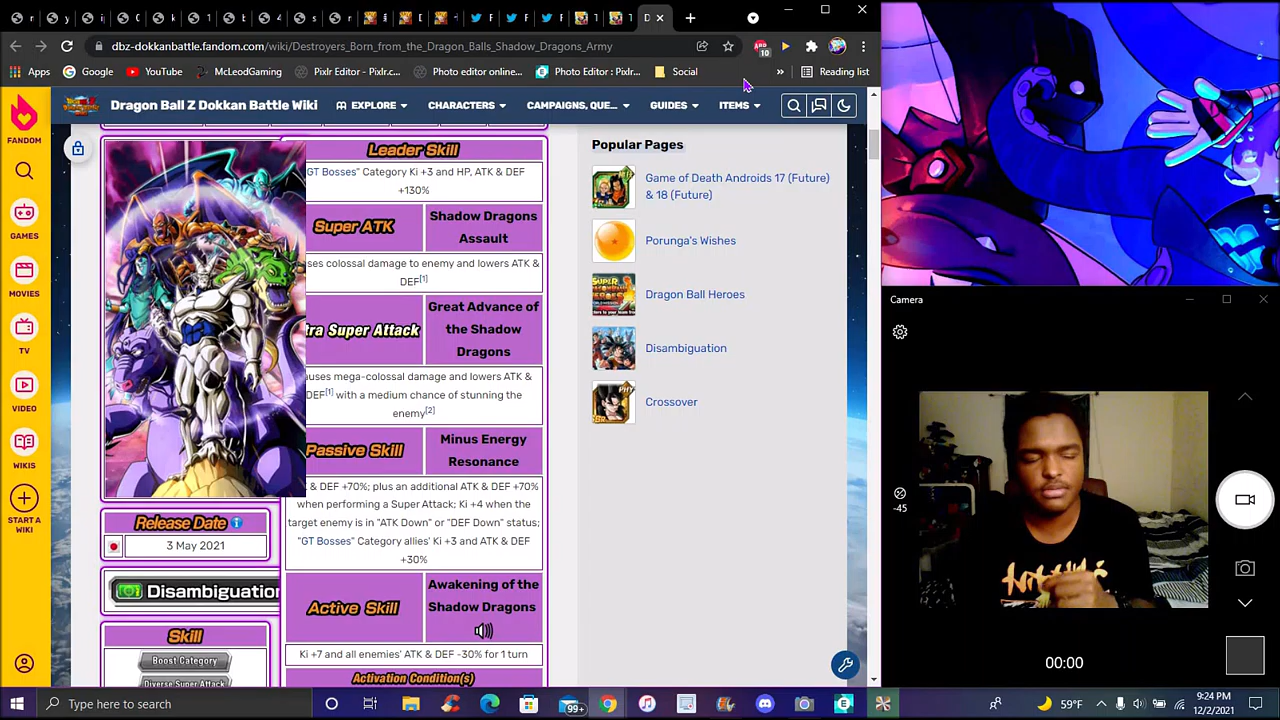 dbz-dokkanbattle.fandom.com/wiki/Destroyers_Born_from_the_Dragon_Balls_Shadow_Dragons_Army
10
Apps
Google
YouTube
McLeodGaming
Pixlr Editor - Pixlr.c...
Photo editor onlin...
Photo Editor : Pixlr...
Social
»
Reading list
FANDOM
GAMES
MOVIES
TV
VIDEO
WIKIS
START A
WIKI
Dragon Ball Z Dokkan Battle Wiki
EXPLORE
CHARACTERS
CAMPAIGNS, QUE...
GUIDES
ITEMS
Leader Skill
GT Bosses" Category Ki +3 and HP, ATK & DEF
+130%
Super ATK
Shadow Dragons
Assault
ses colossal damage to enemy and lowers ATK &
DEF[1]
tra Super Attack
Great Advance of
the Shadow
Dragons
uses mega-colossal damage and lowers ATK &
DEF[1] with a medium chance of stunning the
enemy[2]
Passive Skill
Minus Energy
Resonance
& DEF +70%; plus an additional ATK & DEF +70%
when performing a Super Attack; Ki +4 when the
target enemy is in "ATK Down" or "DEF Down" status;
"GT Bosses" Category allies' Ki +3 and ATK & DEF
+30%
Active Skill
Awakening of the
Shadow Dragons
Ki +7 and all enemies' ATK & DEF -30% for 1 turn
Activation Condition(s)
Release Date
3 May 2021
Disambiguation
Skill
Boost Category
Diverse Super Attack
Popular Pages
Game of Death Androids 17 (Future)
& 18 (Future)
Porunga's Wishes
Dragon Ball Heroes
Disambiguation
Crossover
Camera
-45
00:00
Type here to search
99+
59°F
9:24 PM
12/2/2021